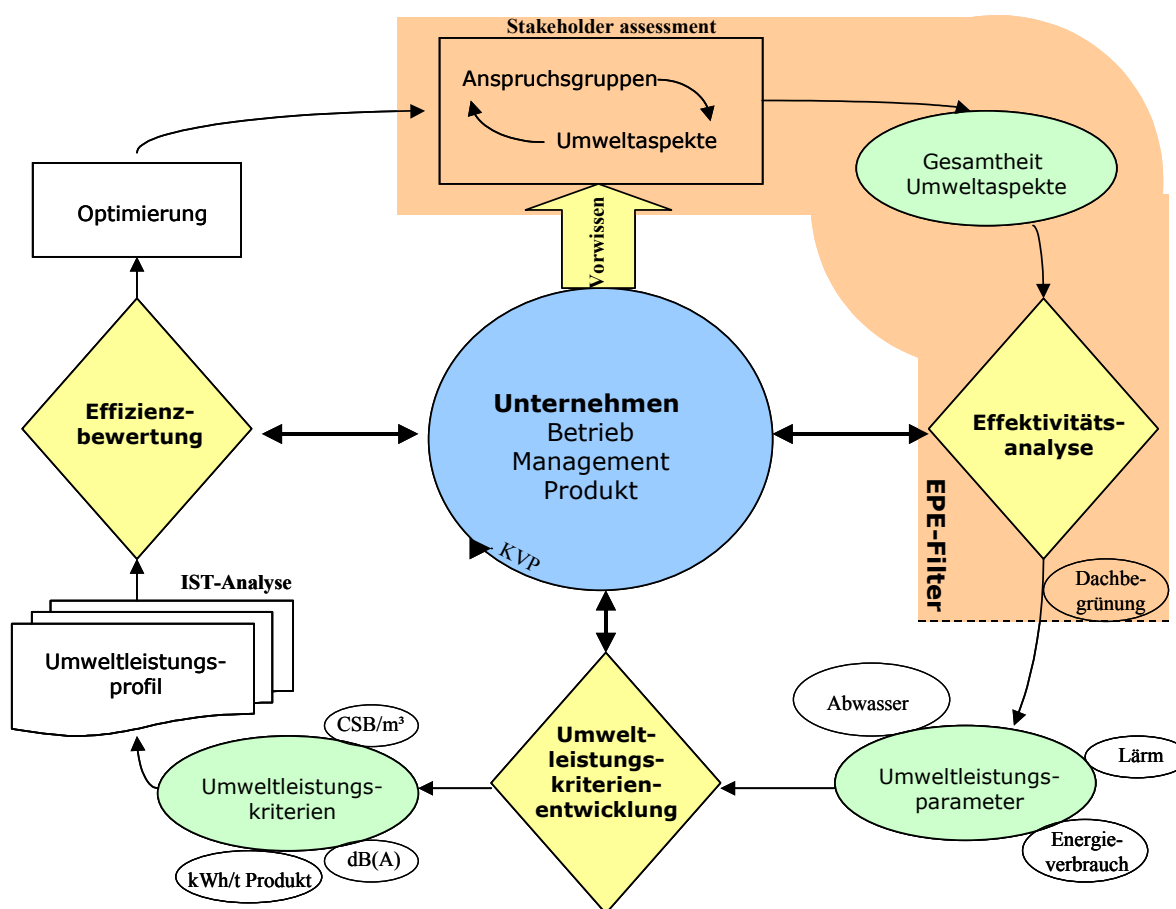 Stakeholder assessment
Anspruchsgruppen
Umweltaspekte
Gesamtheit
Umweltaspekte
Optimierung
Vorwissen
Effizienz-
bewertung
Unternehmen
Betrieb
Management
Produkt
KVP
Effektivitäts-
analyse
EPE-Filter
Dachbe-
grünung
IST-Analyse
Umweltleistungs-
profil
CSB/m³
Umweltleistungs-
kriterien
dB(A)
kWh/t Produkt
Umwelt-
leistungs-
kriterien-
entwicklung
Abwasser
Lärm
Umweltleistungs-
parameter
Energie-
verbrauch